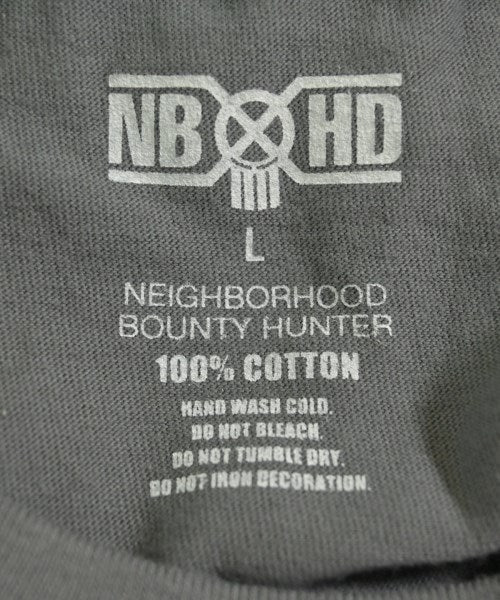 NB HD
L
NEIGHBORHOOD
BOUNTY HUNTER
100% COTTON
HAND WASH COLD.
DO NOT BLEACH.
DO NOT TUMBLE DRY.
DO NOT IRON DECORATION.